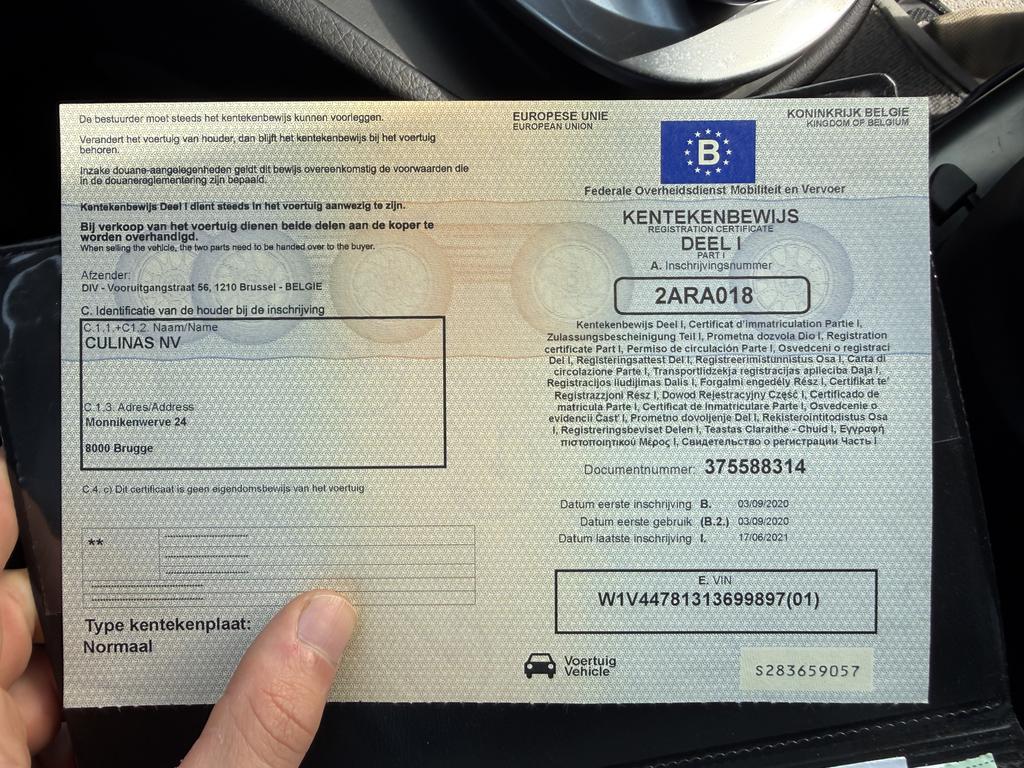 De bestuurder moet steeds het kentekenbewijs kunnen voorleggen.
Verandert het voertuig van houder, dan blijft het kentekenbewijs bij het voertuig
behoren.
Inzake douane-aangelegenheden geldt dit bewijs overeenkomstig de voorwaarden die
in de douanereglementering zijn bepaald.
Kentekenbewijs Deel I dient steeds in het voertuig aanwezig te zijn.
Bij verkoop van het voertuig dienen beide delen aan de koper te
worden overhandigd.
When selling the vehicle, the two parts need to be handed over to the buyer.
Afzender:
DIV - Vooruitgangstraat 56, 1210 Brussel - BELGIE
C. Identificatie van de houder bij de inschrijving
C.1.1.+C1.2. Naam/Name
CULINAS NV
C.1.3. Adres/Address
Monnikenwerve 24
8000 Brugge
C.4. c) Dit certificaat is geen eigendomsbewijs van het voertuig
**
Type kentekenplaat:
Normaal
EUROPESE UNIE
EUROPEAN UNION
KONINKRIJK BELGIE
KINGDOM OF BELGIUM
B
Federale Overheidsdienst Mobiliteit en Vervoer
KENTEKENBEWIJS
REGISTRATION CERTIFICATE
DEEL I
PART I
A. Inschrijvingsnummer
2ARA018
Kentekenbewijs Deel I, Certificat d'immatriculation Partie I,
Zulassungsbescheinigung Teil I, Prometna dozvola Dio I, Registration
certificate Part I, Permiso de circulación Parte I, Osvedceni o registraci
Del I, Registeringsattest Del I, Registreerimistunnistus Osa I, Carta di
circolazione Parte I, Transportlidzekja registracijas aplieciba Daja I,
Registracijos iludijimas Dalis I, Forgalmi engedély Rész I, Certifikat te'
Registrazzjoni Rész I, Dowod Rejestracyjny Część I, Certificado de
matrícula Parte I, Certificat de inmatriculare Parte I, Osvedcenie o
evidencii Časť I, Prometno dovoljenje Del I, Rekisterointitodistus Osa
I, Registreringsbeviset Delen I, Teastas Claraithe - Chuid I, Εγγραφή
πιστοποιητικού Μέρος I, Свидетельство о регистрации Часть I
Documentnummer: 375588314
Datum eerste inschrijving B. 03/09/2020
Datum eerste gebruik (B.2.) 03/09/2020
Datum laatste inschrijving I. 17/06/2021
E. VIN
W1V44781313699897(01)
Voertuig
Vehicle
S283659057